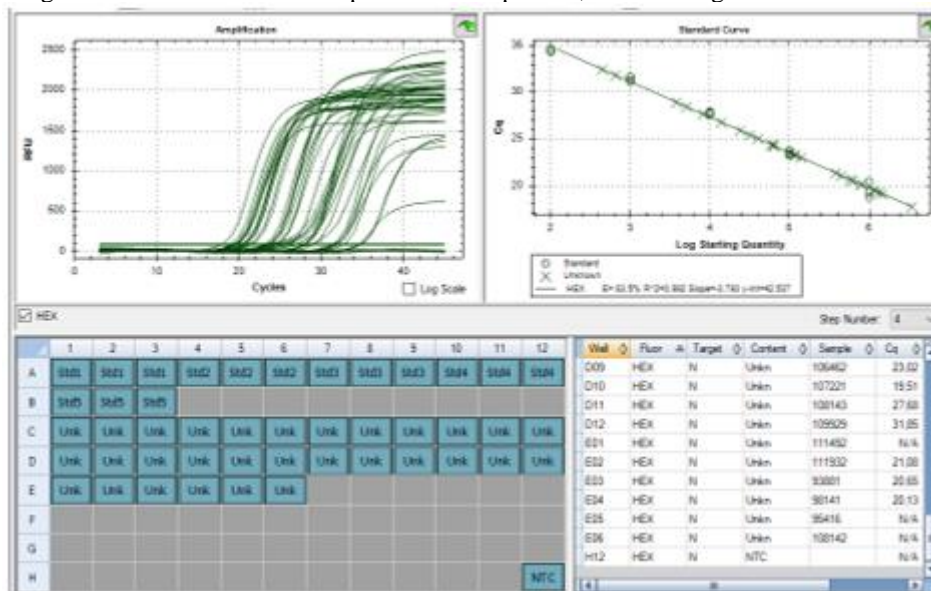 Amplification
2500
2000
1500
1000
500
0
RFU
0 10 20 30 40
Cycles
Log Scale
Standard Curve
35
30
25
20
Cq
2 3 4 5 6
Log Starting Quantity
Standard
Unknown
HEX
HEX
Step Number: 4
1 2 3 4 5 6 7 8 9 10 11 12
A Std1 Std1 Std1 Std2 Std2 Std2 Std3 Std3 Std3 Std4 Std4 Std4
B Std5 Std5 Std5
C Unk Unk Unk Unk Unk Unk Unk Unk Unk Unk Unk Unk
D Unk Unk Unk Unk Unk Unk Unk Unk Unk Unk Unk Unk
E Unk Unk Unk Unk Unk Unk
F
G
H NTC
Well Fluor Target Content Sample Cq
D09 HEX N Unkn 106462 23,02
D10 HEX N Unkn 107221 19,51
D11 HEX N Unkn 108143 27,68
D12 HEX N Unkn 109929 31,85
E01 HEX N Unkn 111492 N/A
E02 HEX N Unkn 111932 21,08
E03 HEX N Unkn 93881 20,65
E04 HEX N Unkn 98141 20,13
E05 HEX N Unkn 95416 N/A
E06 HEX N Unkn 108142 N/A
H12 HEX N NTC N/A